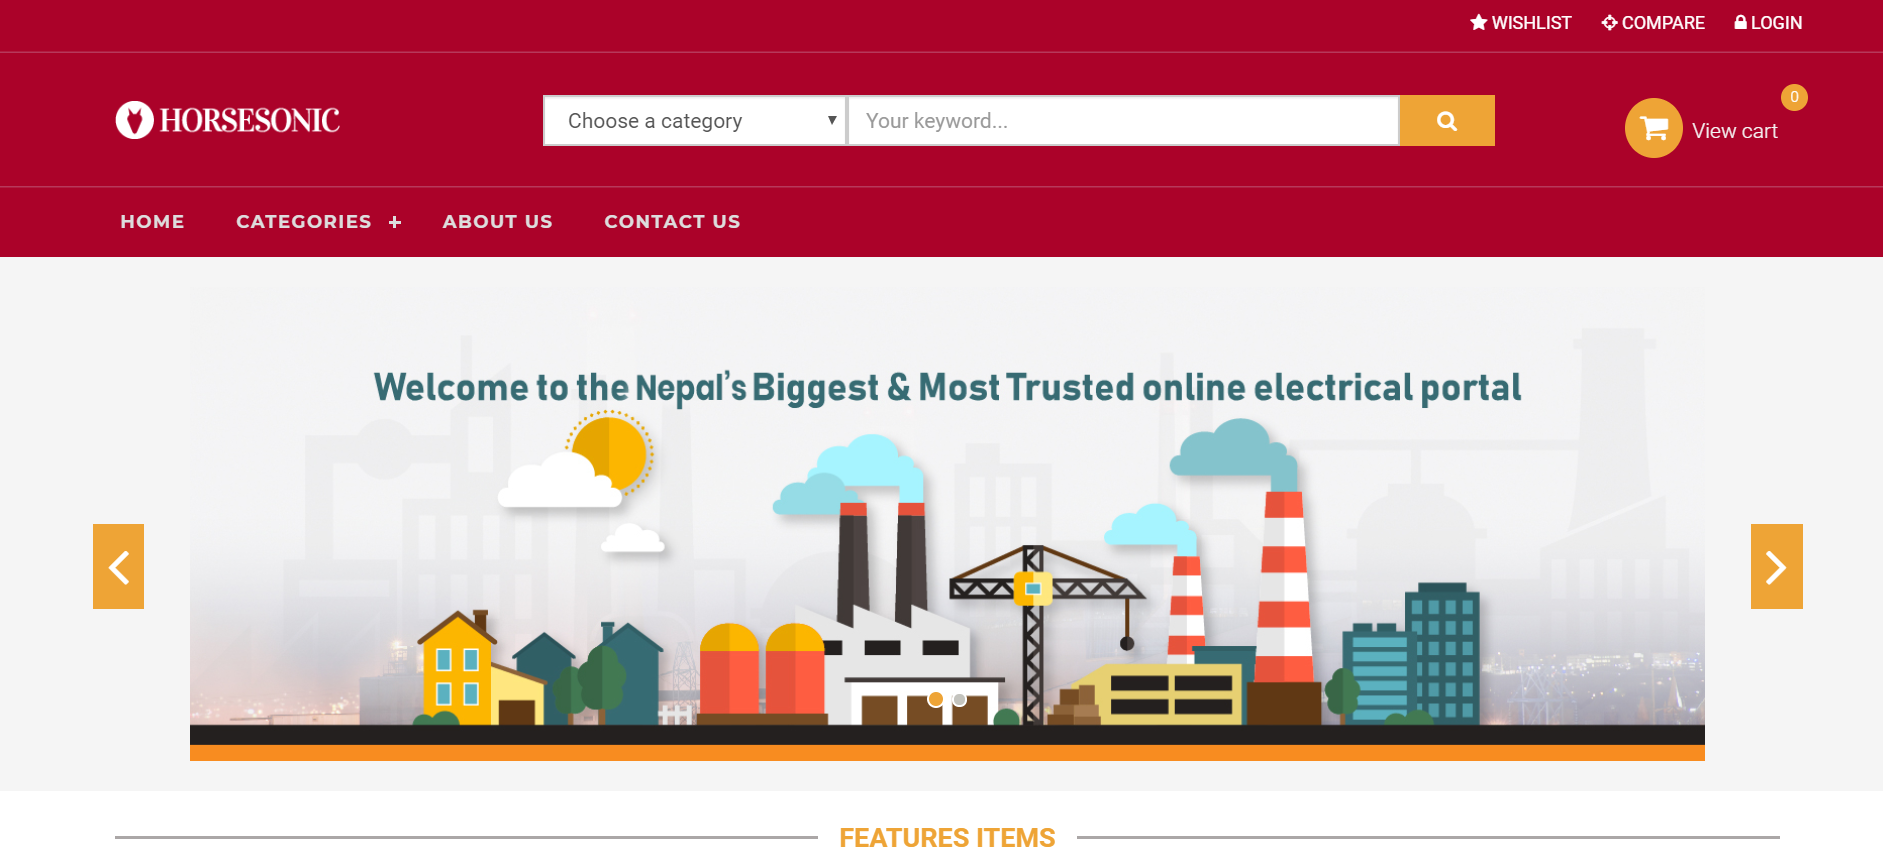 WISHLIST COMPARE LOGIN
HORSESONIC
Choose a category
Your keyword...
0
View cart
HOME CATEGORIES + ABOUT US CONTACT US
Welcome to the Nepal's Biggest & Most Trusted online electrical portal
FEATURES ITEMS